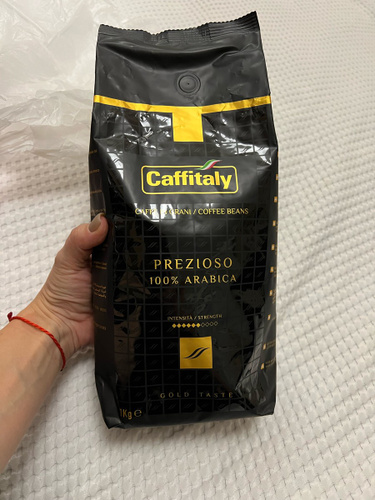 Caffitaly
CAFFÈ IN GRANI / COFFEE BEANS
PREZIOSO
100% ARABICA
INTENSITÀ / STRENGTH
GOLD TASTE
1Kg ℮